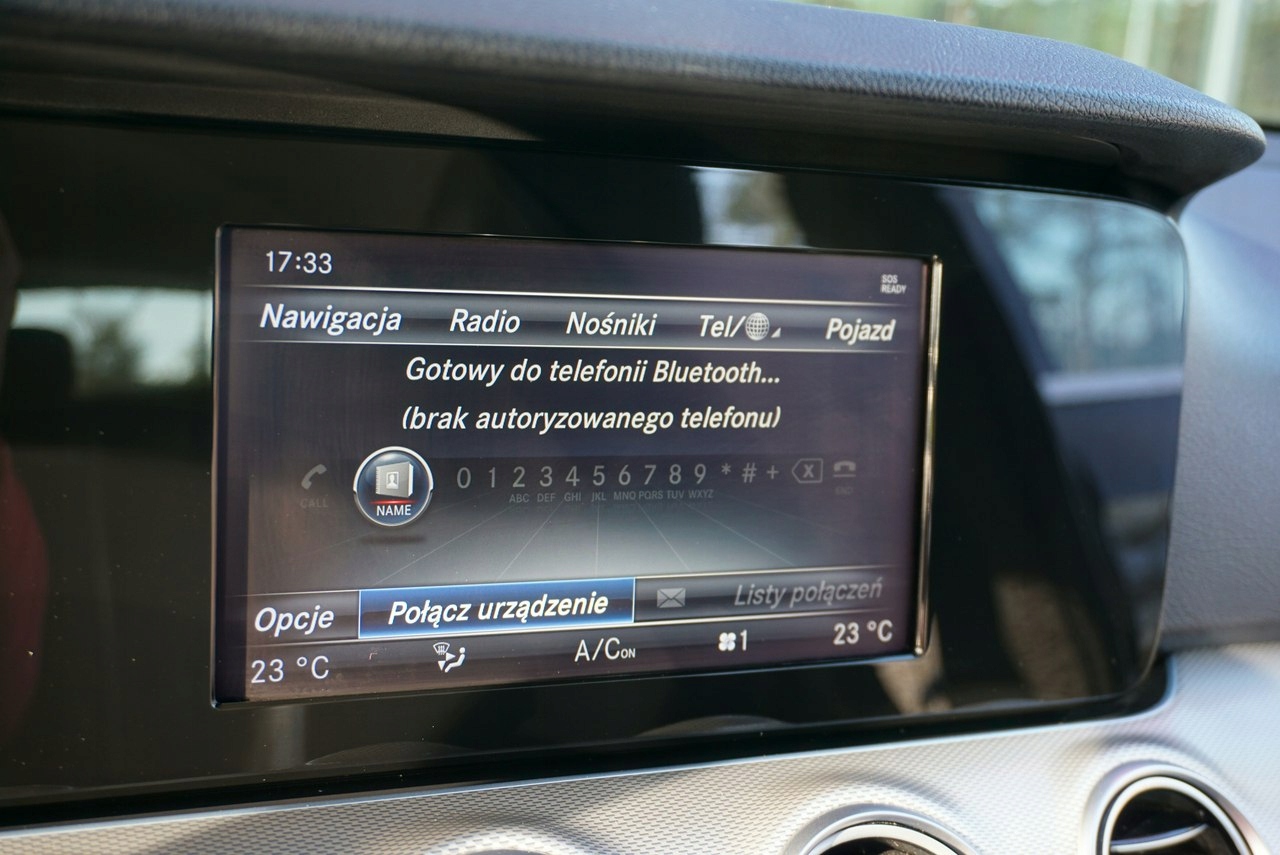 17:33
SOS
READY
Nawigacja Radio Nośniki Tel/ Pojazd
Gotowy do telefonii Bluetooth...
(brak autoryzowanego telefonu)
CALL NAME 0 1 2 3 4 5 6 7 8 9 * # + END
ABC DEF GHI JKL MNO PQRS TUV WXYZ
Opcje Połącz urządzenie Listy połączeń
23 °C A/C ON 1 23 °C